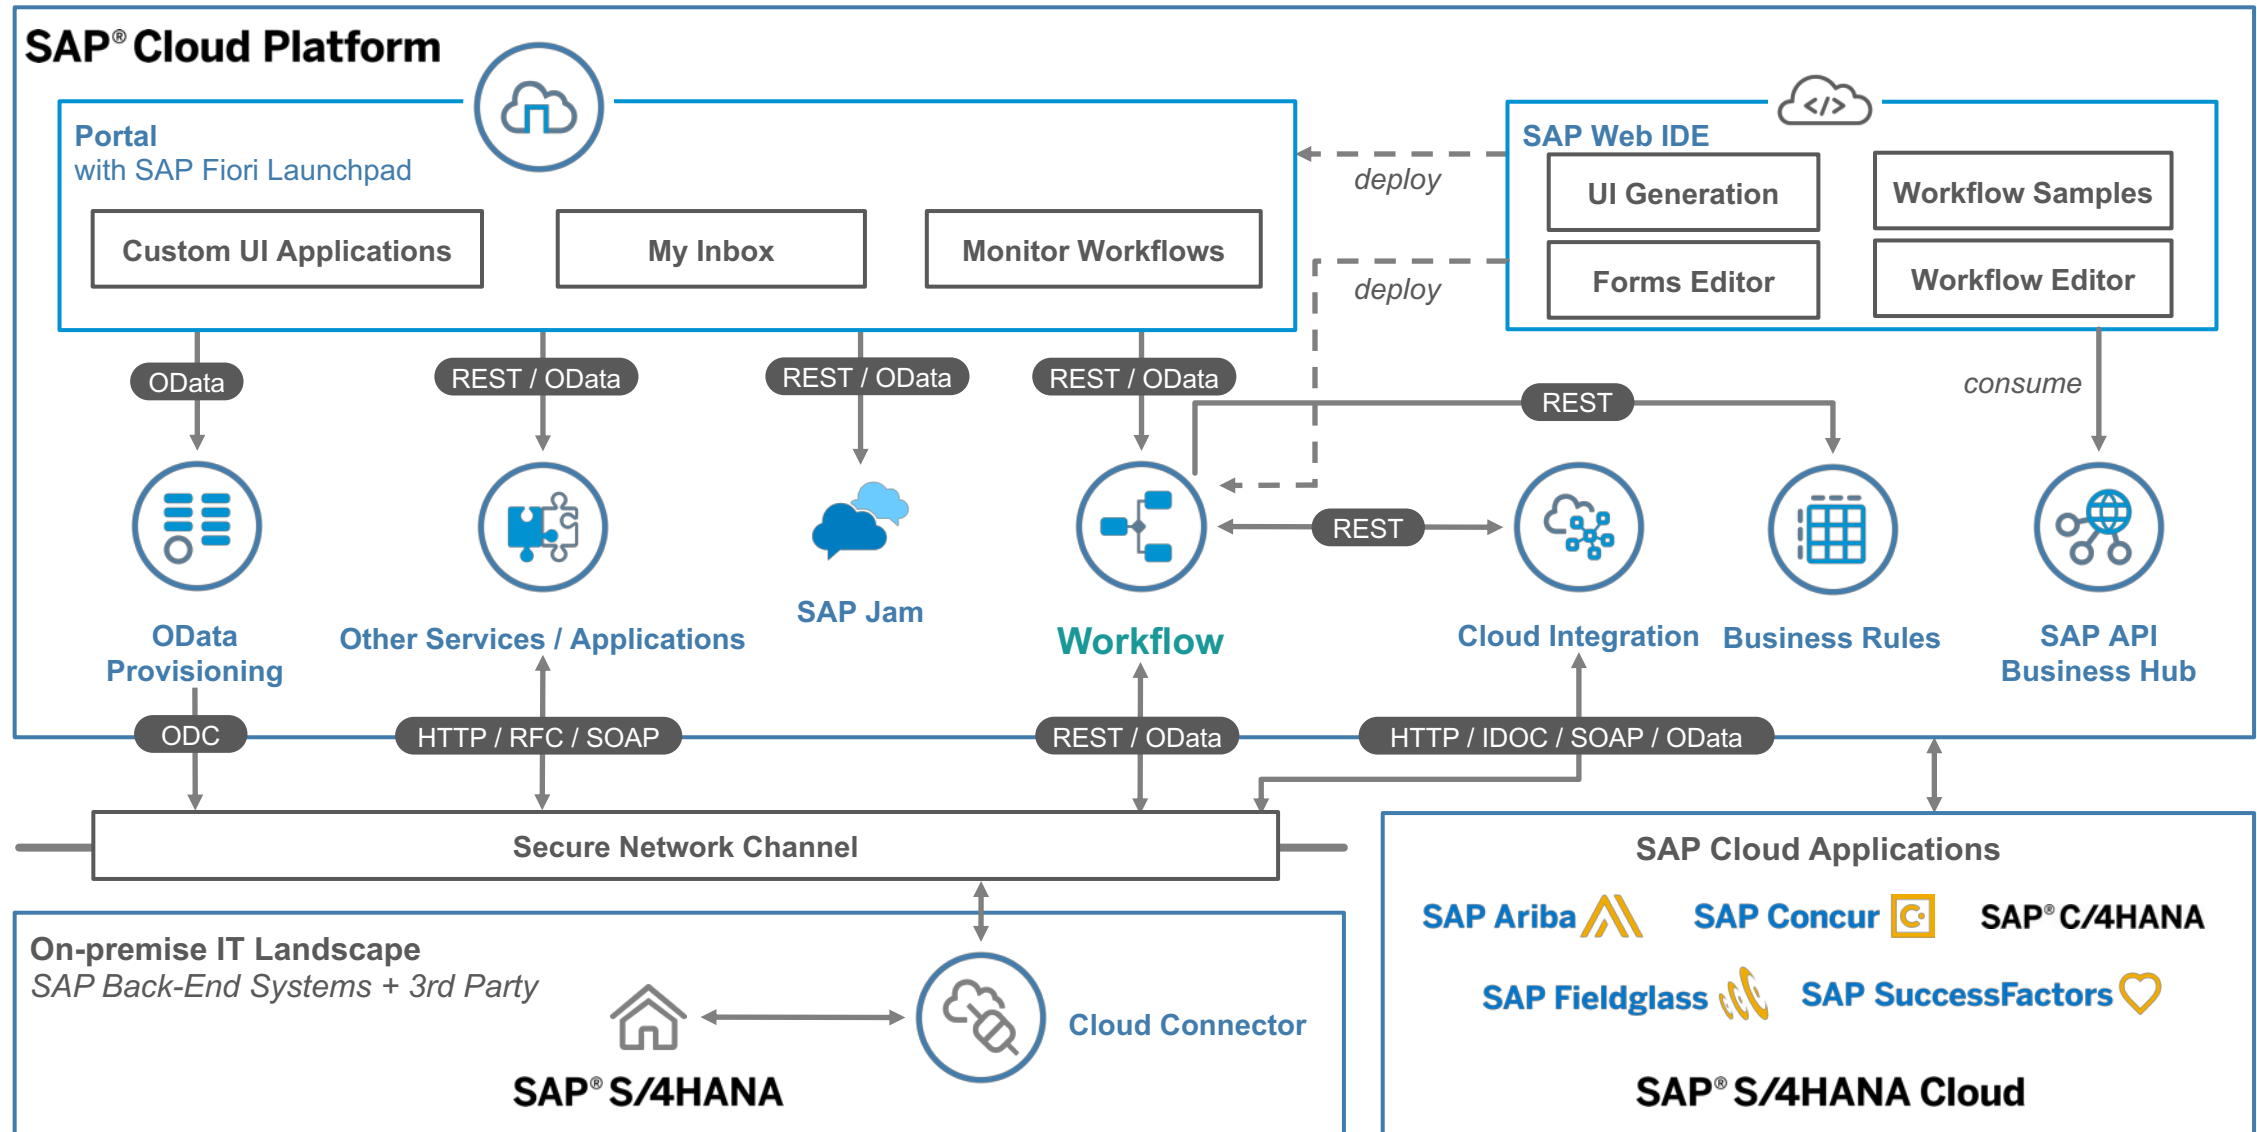 SAP® Cloud Platform
Portal
with SAP Fiori Launchpad
Custom UI Applications
My Inbox
Monitor Workflows
deploy
deploy
</>
SAP Web IDE
UI Generation
Workflow Samples
Forms Editor
Workflow Editor
OData
REST / OData
REST / OData
REST / OData
REST
consume
REST
OData
Provisioning
Other Services / Applications
SAP Jam
Workflow
Cloud Integration
Business Rules
SAP API
Business Hub
ODC
HTTP / RFC / SOAP
REST / OData
HTTP / IDOC / SOAP / OData
Secure Network Channel
On-premise IT Landscape
SAP Back-End Systems + 3rd Party
SAP® S/4HANA
Cloud Connector
SAP Cloud Applications
SAP Ariba
SAP Concur
SAP® C/4HANA
SAP Fieldglass
SAP SuccessFactors
SAP® S/4HANA Cloud